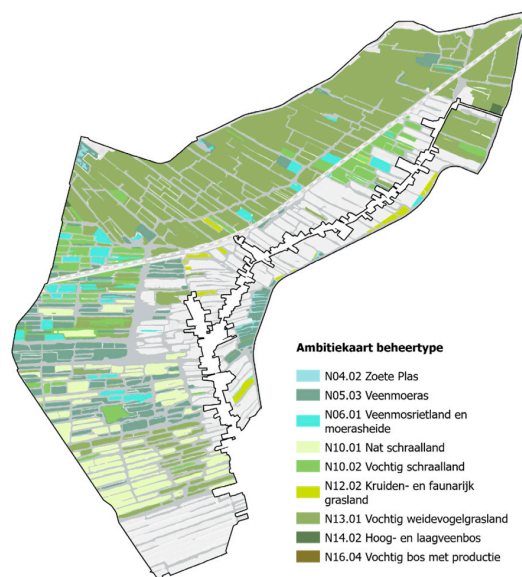 Ambitiekaart beheertype
N04.02 Zoete Plas
N05.03 Veenmoeras
N06.01 Veenmosrietland en
moerasheide
N10.01 Nat schraalland
N10.02 Vochtig schraalland
N12.02 Kruiden- en faunarijk
grasland
N13.01 Vochtig weidevogelgrasland
N14.02 Hoog- en laagveenbos
N16.04 Vochtig bos met productie